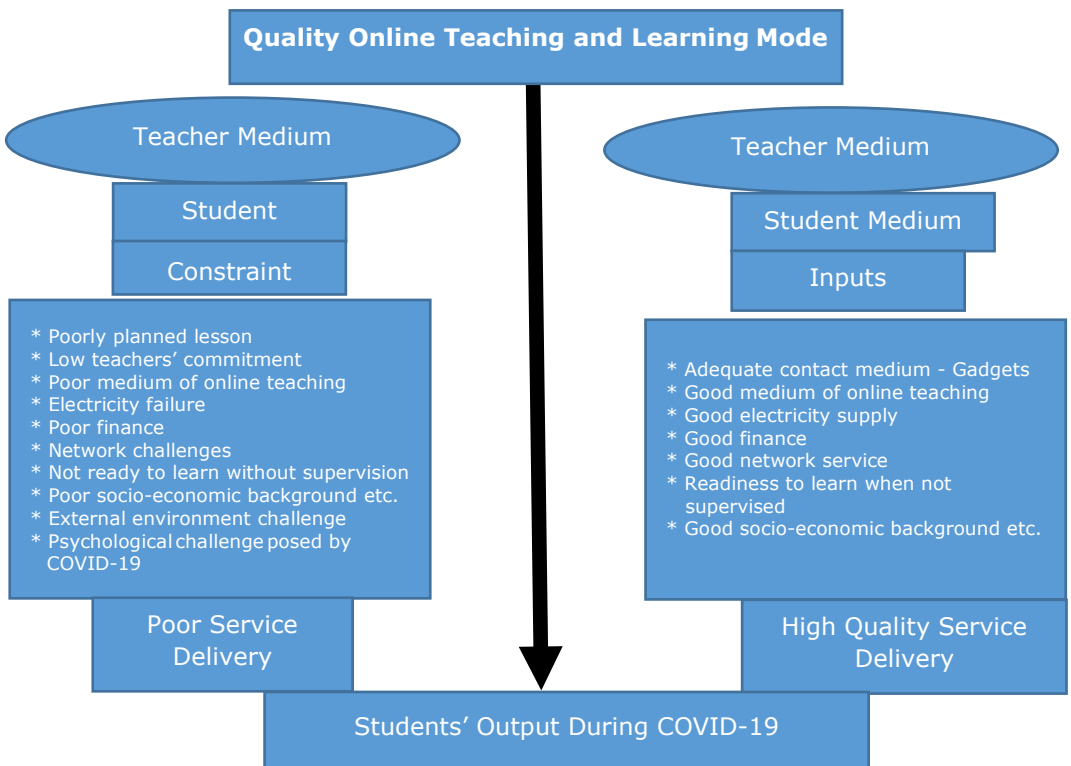 Quality Online Teaching and Learning Mode
Teacher Medium
Student
Constraint
* Poorly planned lesson
* Low teachers’ commitment
* Poor medium of online teaching
* Electricity failure
* Poor finance
* Network challenges
* Not ready to learn without supervision
* Poor socio-economic background etc.
* External environment challenge
* Psychological challenge posed by
COVID-19
Poor Service
Delivery
Teacher Medium
Student Medium
Inputs
* Adequate contact medium - Gadgets
* Good medium of online teaching
* Good electricity supply
* Good finance
* Good network service
* Readiness to learn when not
supervised
* Good socio-economic background etc.
High Quality Service
Delivery
Students’ Output During COVID-19